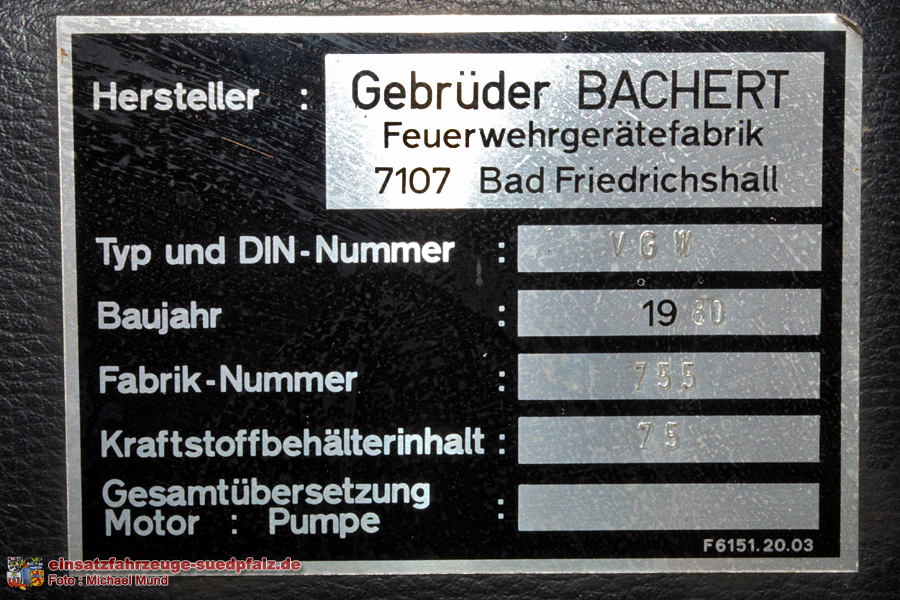 Hersteller : Gebrüder BACHERT
Feuerwehrgerätefabrik
7107 Bad Friedrichshall
Typ und DIN-Nummer : VGW
Baujahr : 1980
Fabrik-Nummer : 755
Kraftstoffbehälterinhalt : 75
Gesamtübersetzung
Motor : Pumpe :
F6151.20.03
einsatzfahrzeuge-suedpfalz.de
Foto : Michael Mund